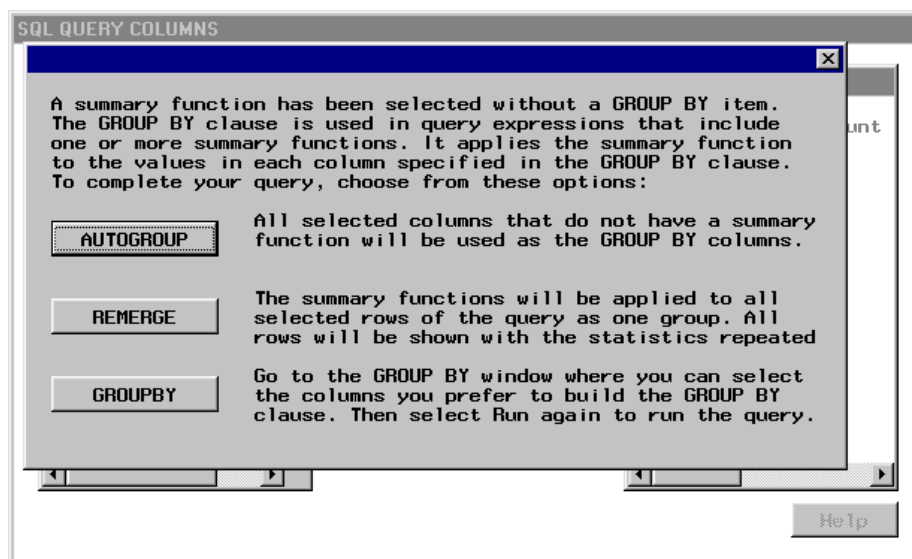 SQL QUERY COLUMNS
A summary function has been selected without a GROUP BY item.
The GROUP BY clause is used in query expressions that include
one or more summary functions. It applies the summary function
to the values in each column specified in the GROUP BY clause.
To complete your query, choose from these options:
AUTOGROUP
All selected columns that do not have a summary
function will be used as the GROUP BY columns.
REMERGE
The summary functions will be applied to all
selected rows of the query as one group. All
rows will be shown with the statistics repeated
GROUPBY
Go to the GROUP BY window where you can select
the columns you prefer to build the GROUP BY
clause. Then select Run again to run the query.
unt
Help